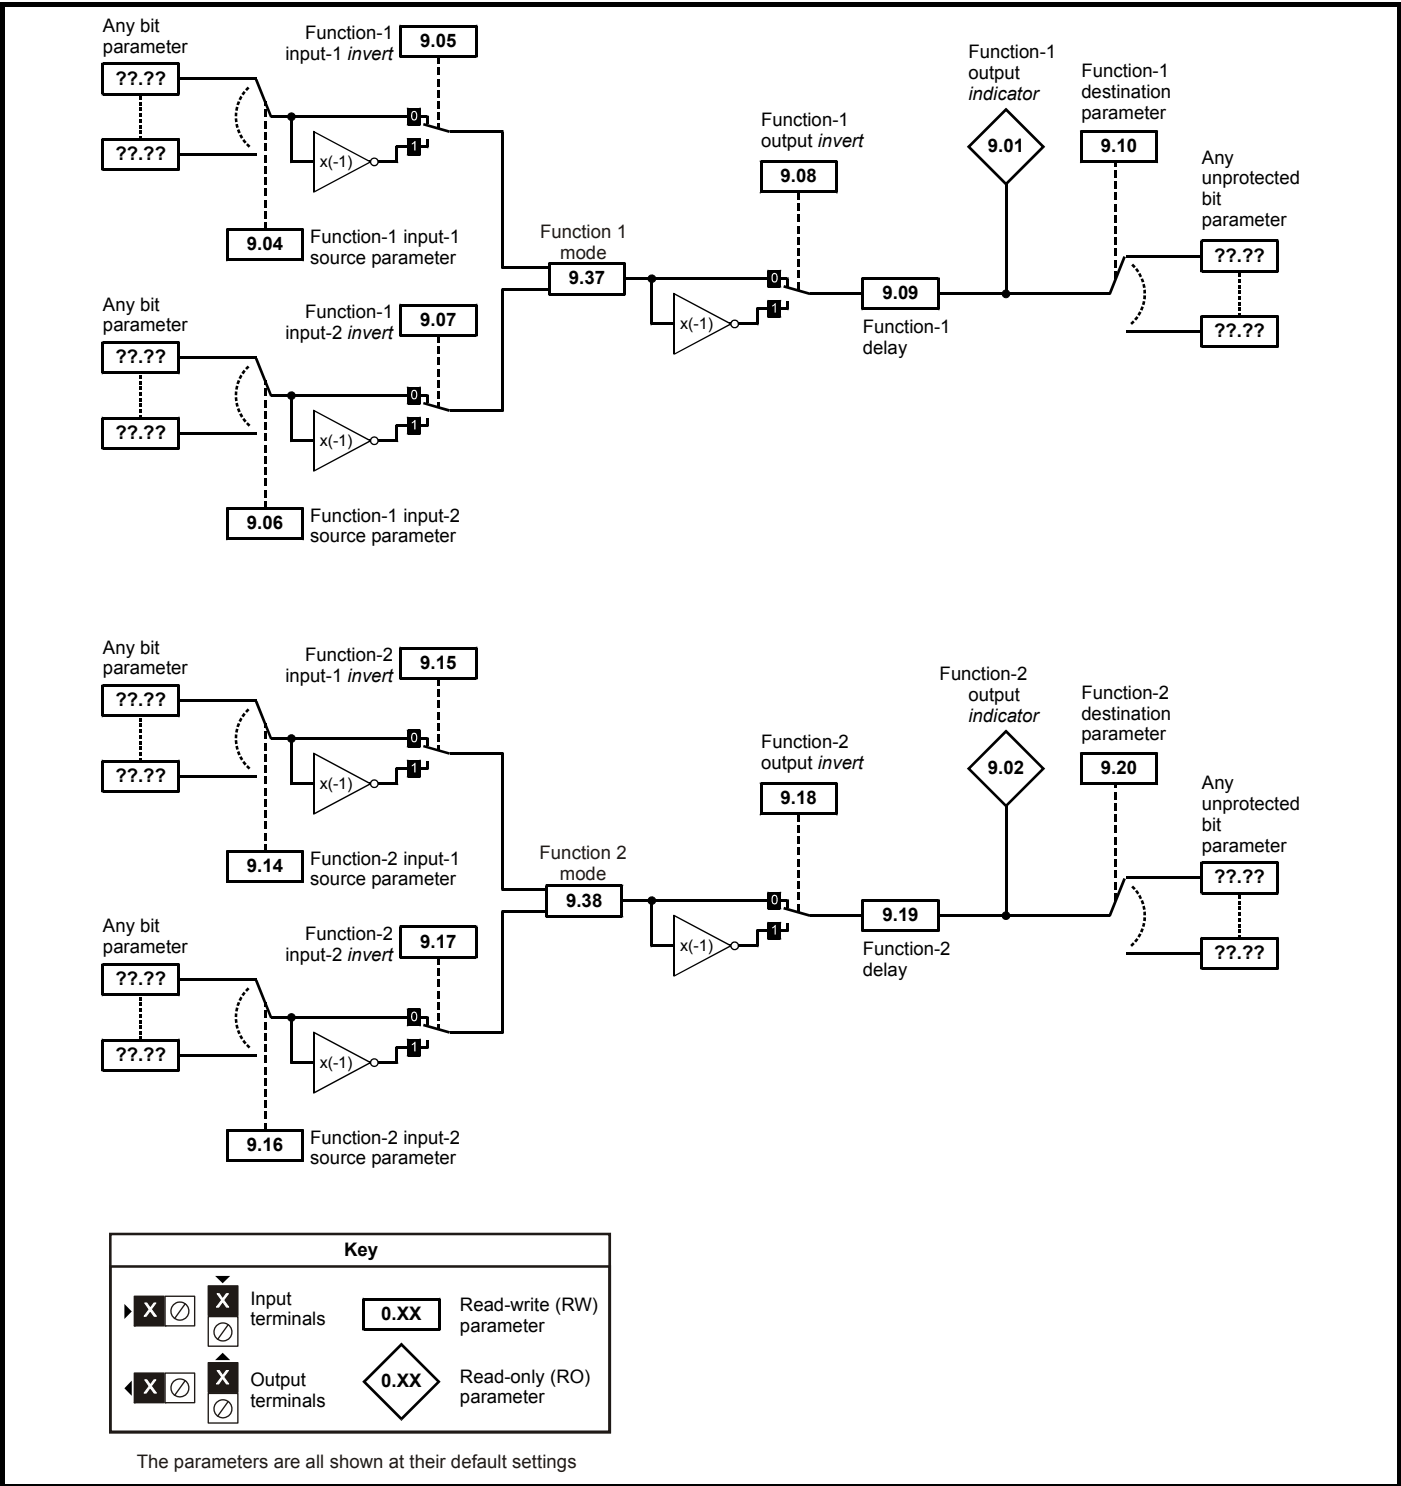 Any bit
parameter
??.??
??.??
Function-1
input-1 invert
9.05
0
1
x(-1)
9.04
Function-1 input-1
source parameter
Any bit
parameter
??.??
??.??
Function-1
input-2 invert
9.07
0
1
x(-1)
9.06
Function-1 input-2
source parameter
Function 1
mode
9.37
x(-1)
Function-1
output invert
9.08
0
1
9.09
Function-1
delay
Function-1
output
indicator
9.01
Function-1
destination
parameter
9.10
Any
unprotected
bit
parameter
??.??
??.??
Any bit
parameter
??.??
??.??
Function-2
input-1 invert
9.15
0
1
x(-1)
9.14
Function-2 input-1
source parameter
Any bit
parameter
??.??
??.??
Function-2
input-2 invert
9.17
0
1
x(-1)
9.16
Function-2 input-2
source parameter
Function 2
mode
9.38
x(-1)
Function-2
output invert
9.18
0
1
9.19
Function-2
delay
Function-2
output
indicator
9.02
Function-2
destination
parameter
9.20
Any
unprotected
bit
parameter
??.??
??.??
Key
X
X
Input
terminals
0.XX
Read-write (RW)
parameter
X
X
Output
terminals
0.XX
Read-only (RO)
parameter
The parameters are all shown at their default settings